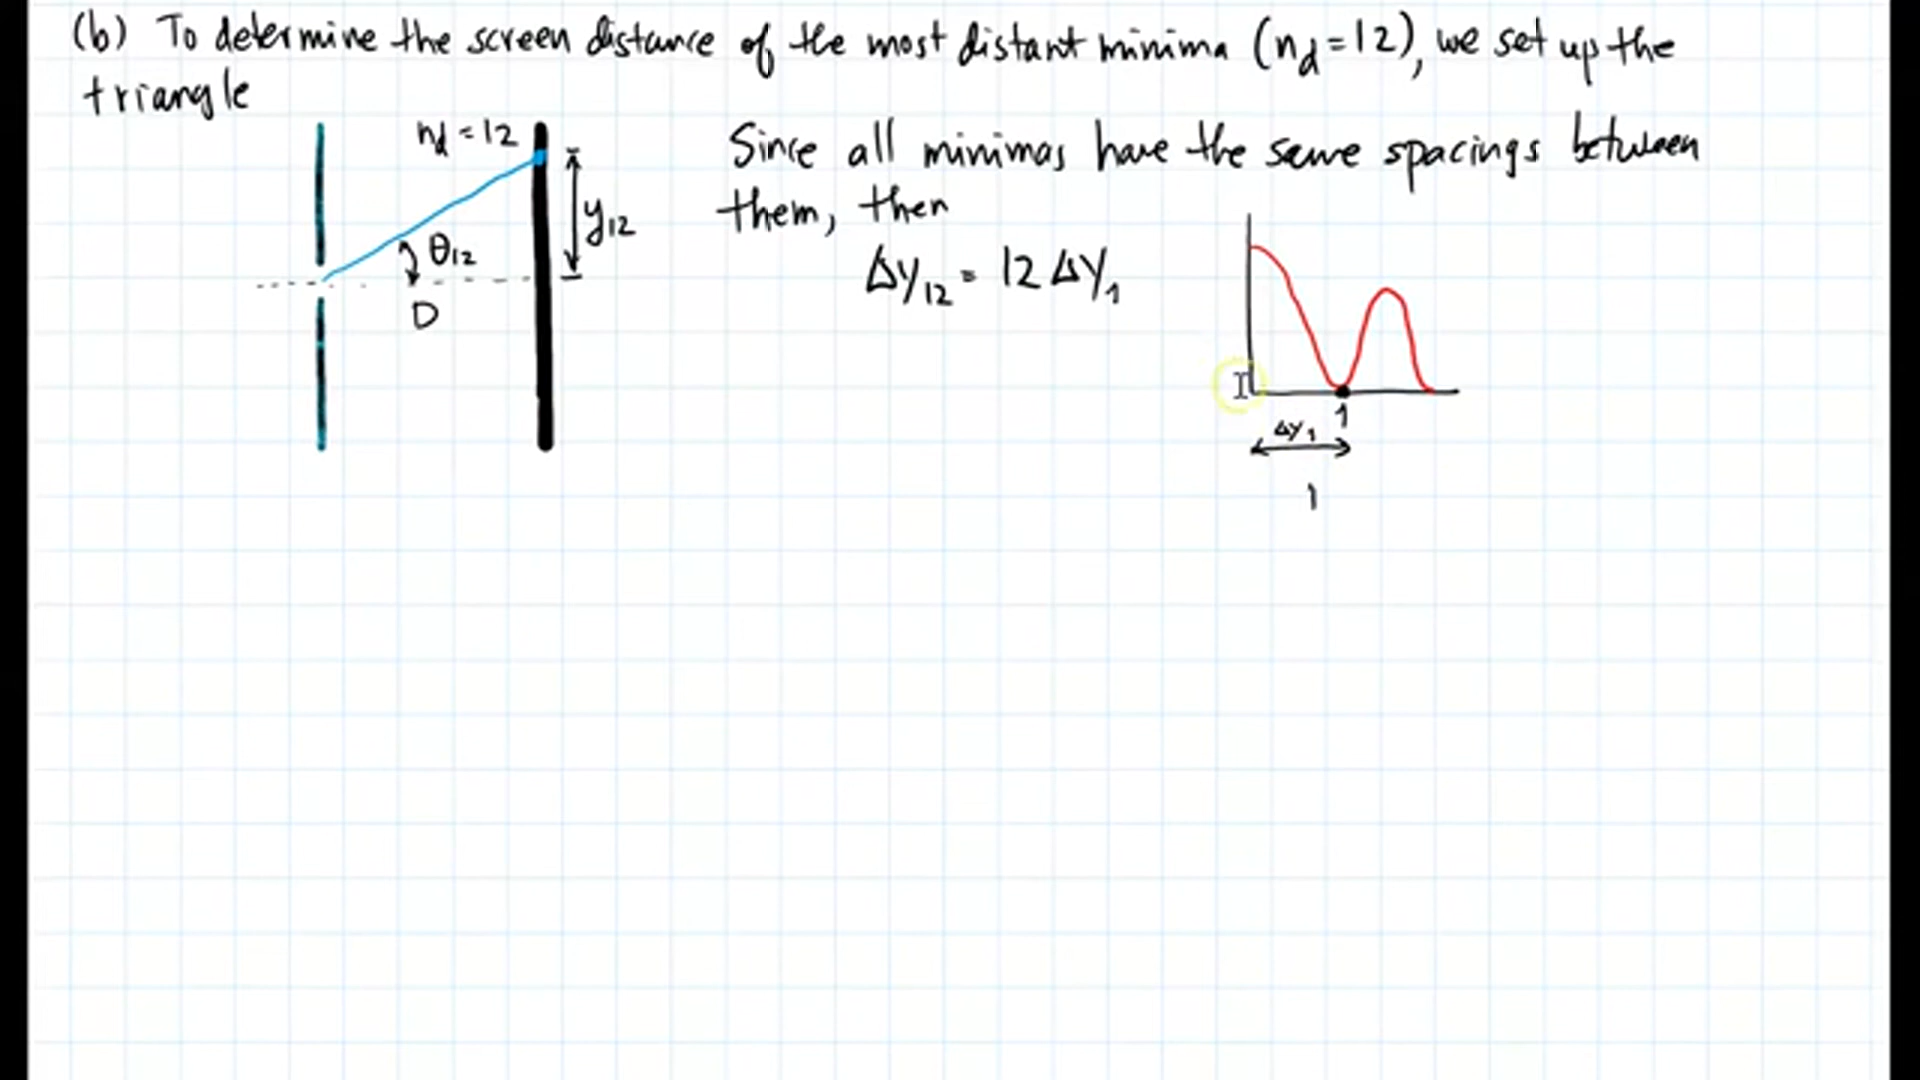 (b) To determine the screen distance of the most distant minima (n_d=12), we set up the
triangle
n_d = 12
Since all minimas have the same spacings between
them, then
y_12
θ_12
Δy_12 = 12 Δy_1
D
1
Δy_1
1